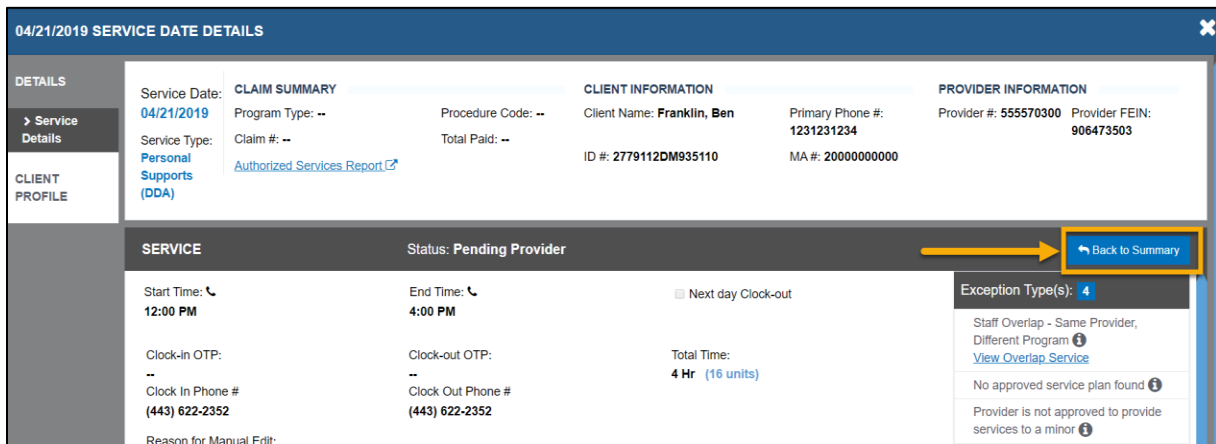 04/21/2019 SERVICE DATE DETAILS
DETAILS
> Service
Details
CLIENT
PROFILE
Service Date:
04/21/2019
Service Type:
Personal
Supports
(DDA)
CLAIM SUMMARY
Program Type: --
Procedure Code: --
Claim #: --
Total Paid: --
Authorized Services Report
CLIENT INFORMATION
Client Name: Franklin, Ben
Primary Phone #:
1231231234
ID #: 2779112DM935110
MA #: 20000000000
PROVIDER INFORMATION
Provider #: 555570300
Provider FEIN:
906473503
SERVICE
Status: Pending Provider
Back to Summary
Start Time:
12:00 PM
End Time:
4:00 PM
Next day Clock-out
Clock-in OTP:
--
Clock-out OTP:
--
Total Time:
4 Hr (16 units)
Clock In Phone #
(443) 622-2352
Clock Out Phone #
(443) 622-2352
Reason for Manual Edit:
Exception Type(s): 4
Staff Overlap - Same Provider,
Different Program
View Overlap Service
No approved service plan found
Provider is not approved to provide
services to a minor